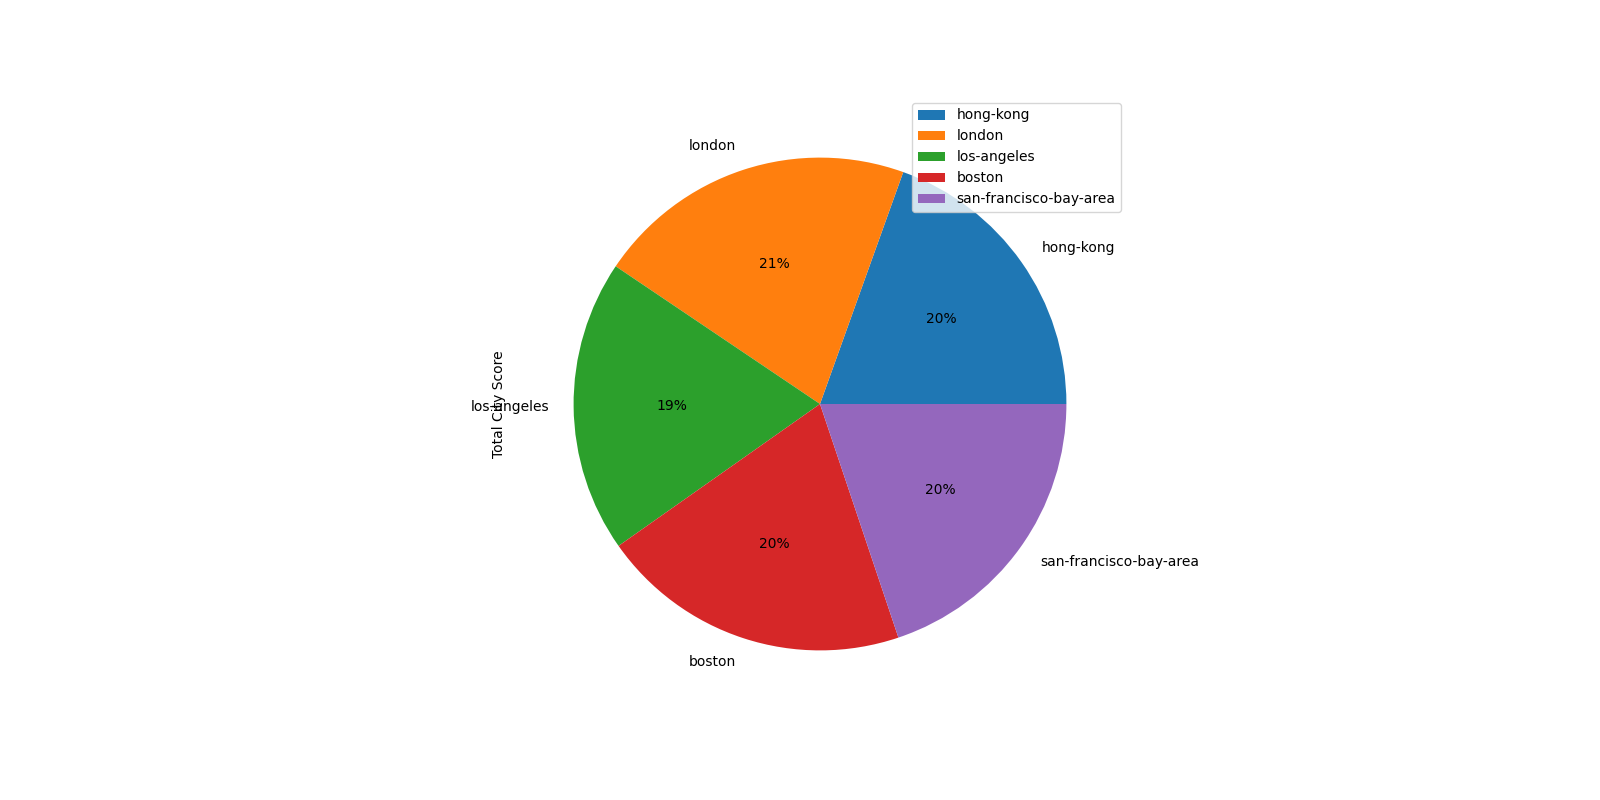 hong-kong
london
los-angeles
boston
san-francisco-bay-area
london
hong-kong
21%
20%
Total City Score
los-angeles
19%
20%
20%
san-francisco-bay-area
boston